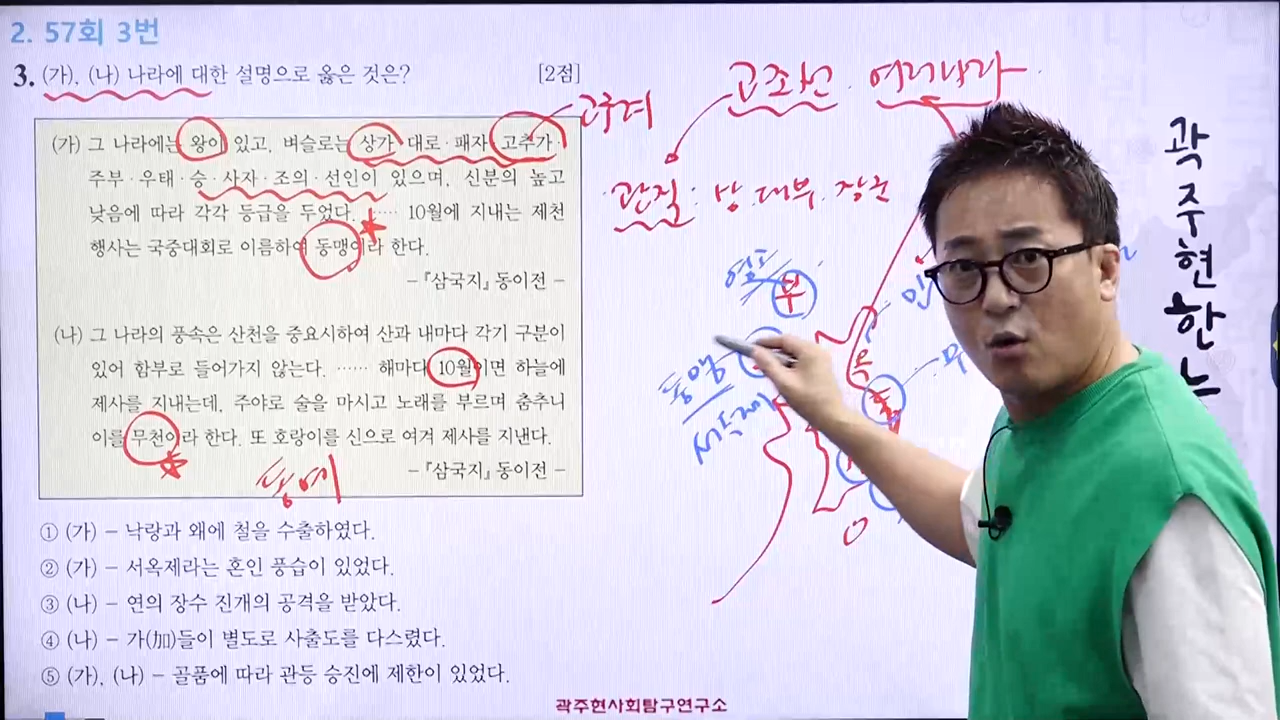 2. 57회 3번
3. (가), (나) 나라에 대한 설명으로 옳은 것은? [2점]
(가) 그 나라에는 왕이 있고, 벼슬로는 상가·대로·패자·고추가·
주부·우태·승·사자·조의·선인이 있으며, 신분의 높고
낮음에 따라 각각 등급을 두었다. …… 10월에 지내는 제천
행사는 국중대회로 이름하여 동맹이라 한다.
-『삼국지』 동이전-
(나) 그 나라의 풍속은 산천을 중요시하여 산과 내마다 각기 구분이
있어 함부로 들어가지 않는다. …… 해마다 10월이면 하늘에
제사를 지내는데, 주야로 술을 마시고 노래를 부르며 춤추니
이를 무천이라 한다. 또 호랑이를 신으로 여겨 제사를 지낸다.
-『삼국지』 동이전-
동예
① (가) - 낙랑과 왜에 철을 수출하였다.
② (가) - 서옥제라는 혼인 풍습이 있었다.
③ (나) - 연의 장수 진개의 공격을 받았다.
④ (나) - 가(加)들이 별도로 사출도를 다스렸다.
⑤ (가), (나) - 골품에 따라 관등 승진에 제한이 있었다.
고조선 여러나라
관직: 상.대부.장군
부
동맹
서옥제
옥
곽주현한
곽주현사회탐구연구소